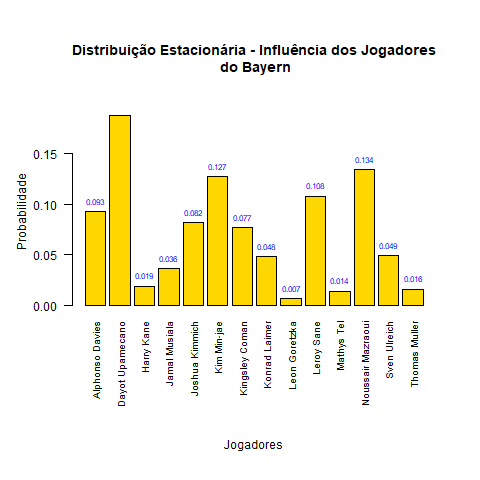 Distribuição Estacionária - Influência dos Jogadores
do Bayern
Probabilidade
0.15
0.10
0.05
0.00
0.093
0.019
0.036
0.082
0.127
0.077
0.048
0.007
0.108
0.014
0.134
0.049
0.016
Alphonso Davies
Dayot Upamecano
Harry Kane
Jamal Musiala
Joshua Kimmich
Kim Min-jae
Kingsley Coman
Konrad Laimer
Leon Goretzka
Leroy Sane
Mathys Tel
Noussair Mazraoui
Sven Ulreich
Thomas Muller
Jogadores